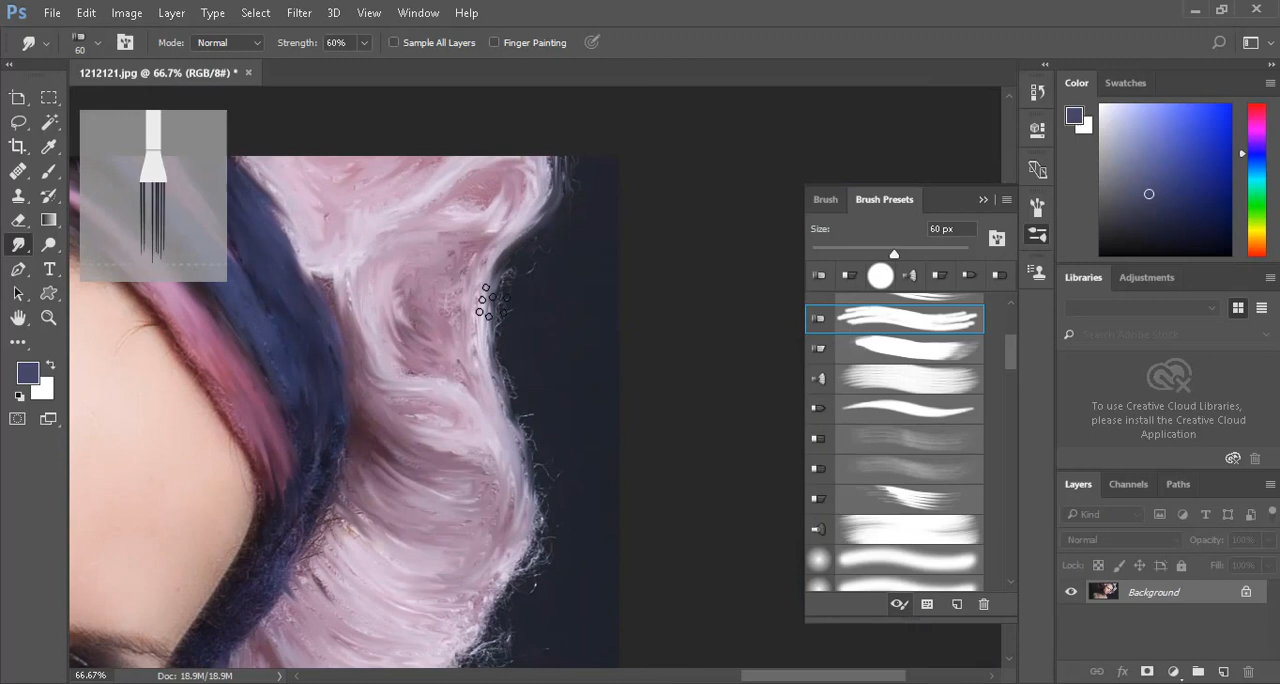 Ps File Edit Image Layer Type Select Filter 3D View Window Help
60 Mode: Normal Strength: 60% Sample All Layers Finger Painting
1212121.jpg @ 66.7% (RGB/8#) * ×
Color Swatches
Brush Brush Presets
Size: 60 px
Libraries Adjustments
Search Adobe Stock
To use Creative Cloud Libraries,
please install the Creative Cloud
Application
Layers Channels Paths
Kind
Normal Opacity: 100%
Lock: Fill: 100%
Background
66.67% Doc: 18.9M/18.9M